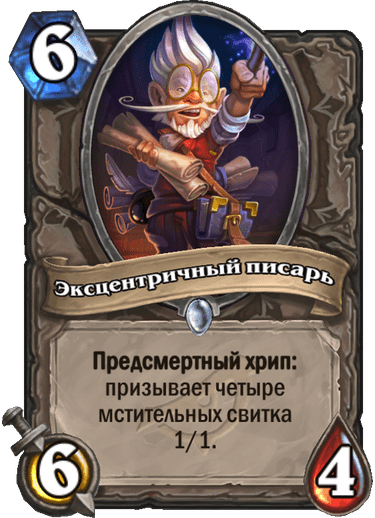 6
Эксцентричный писарь
Предсмертный хрип:
призывает четыре
мстительных свитка
1/1.
6
4